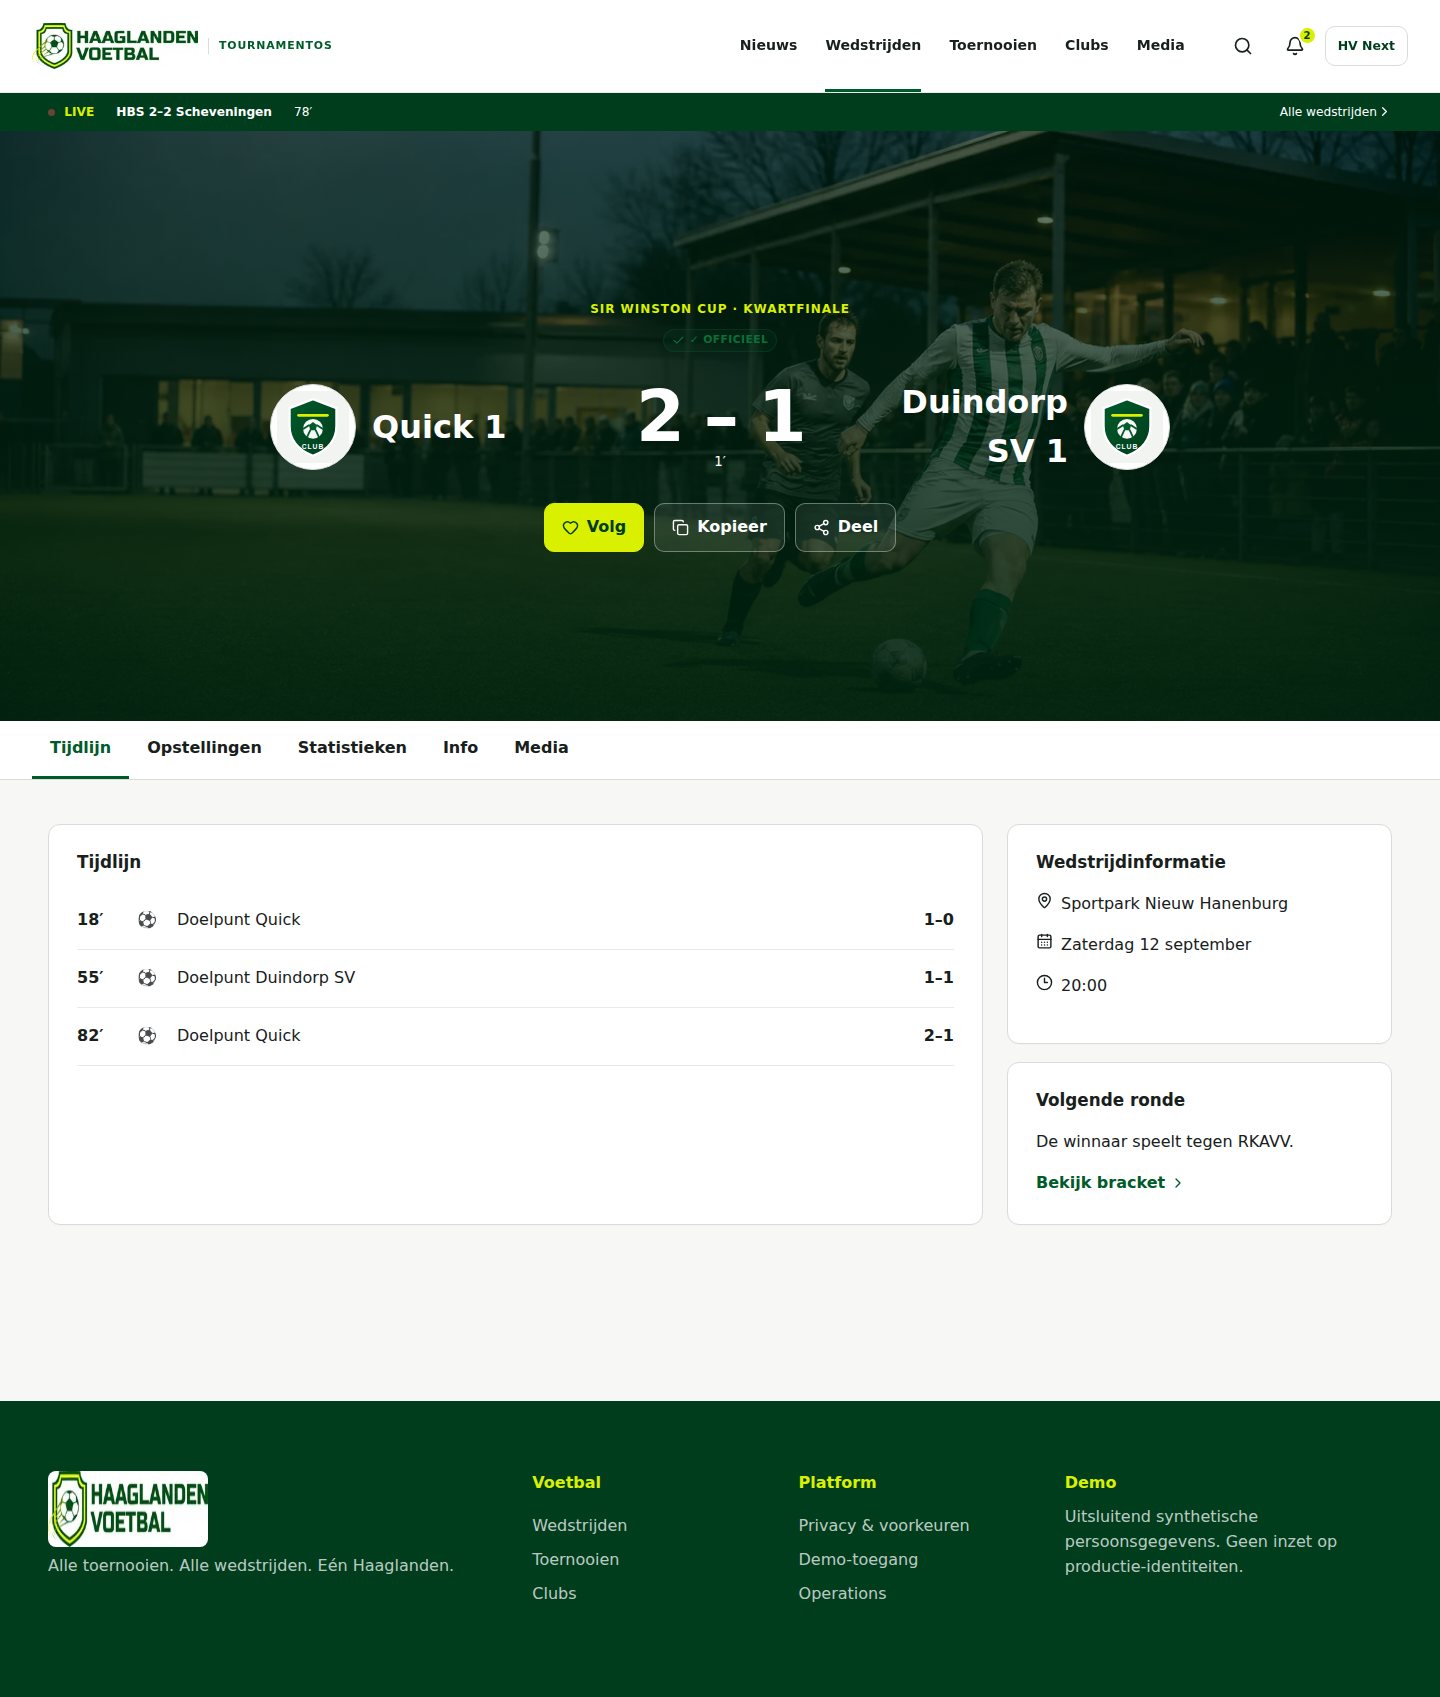 HAAGLANDEN
VOETBAL
TOURNAMENTOS
Nieuws
Wedstrijden
Toernooien
Clubs
Media
2
HV Next
LIVE
HBS 2–2 Scheveningen
78′
Alle wedstrijden
SIR WINSTON CUP · KWARTFINALE
✓ OFFICIEEL
CLUB
Quick 1
2 – 1
1′
Duindorp
SV 1
CLUB
Volg
Kopieer
Deel
Tijdlijn
Opstellingen
Statistieken
Info
Media
Tijdlijn
18′ Doelpunt Quick 1–0
55′ Doelpunt Duindorp SV 1–1
82′ Doelpunt Quick 2–1
Wedstrijdinformatie
Sportpark Nieuw Hanenburg
Zaterdag 12 september
20:00
Volgende ronde
De winnaar speelt tegen RKAVV.
Bekijk bracket
HAAGLANDEN
VOETBAL
Alle toernooien. Alle wedstrijden. Eén Haaglanden.
Voetbal
Wedstrijden
Toernooien
Clubs
Platform
Privacy & voorkeuren
Demo-toegang
Operations
Demo
Uitsluitend synthetische
persoonsgegevens. Geen inzet op
productie-identiteiten.